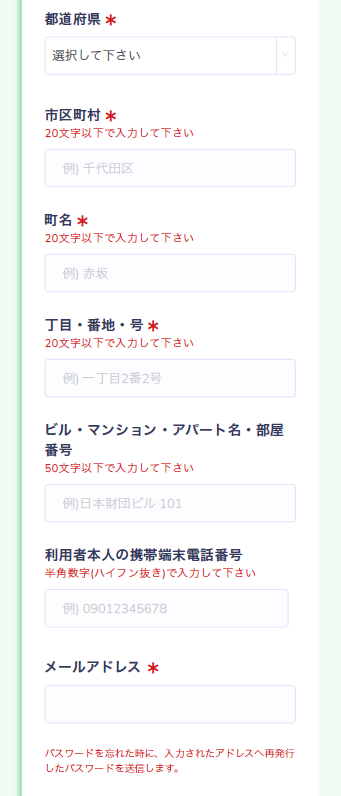 都道府県 *
選択して下さい
市区町村 *
20文字以下で入力して下さい
例) 千代田区
町名 *
20文字以下で入力して下さい
例) 赤坂
丁目・番地・号 *
20文字以下で入力して下さい
例) 一丁目2番2号
ビル・マンション・アパート名・部屋
番号
50文字以下で入力して下さい
例)日本財団ビル 101
利用者本人の携帯端末電話番号
半角数字(ハイフン抜き)で入力して下さい
例) 09012345678
メールアドレス *
パスワードを忘れた時に、入力されたアドレスへ再発行
したパスワードを送信します。